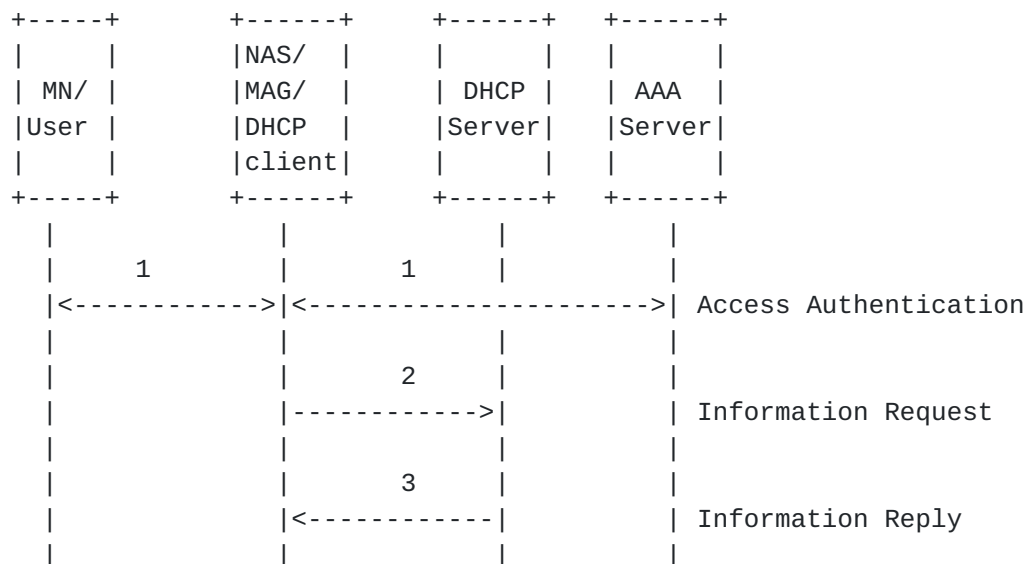 +-----+         +------+     +------+   +------+
|     |         |NAS/  |     |      |   |      |
| MN/ |         |MAG/  |     | DHCP |   | AAA  |
|User |         |DHCP  |     |Server|   |Server|
|     |         |client|     |      |   |      |
+-----+         +------+     +------+   +------+
   |                |             |          |
   |      1         |       1     |          |
   |<-------------->|<---------------------->| Access Authentication
   |                |             |          |
   |                |       2     |          |
   |                |------------>|          | Information Request
   |                |             |          |
   |                |       3     |          |
   |                |<------------|          | Information Reply
   |                |             |          |